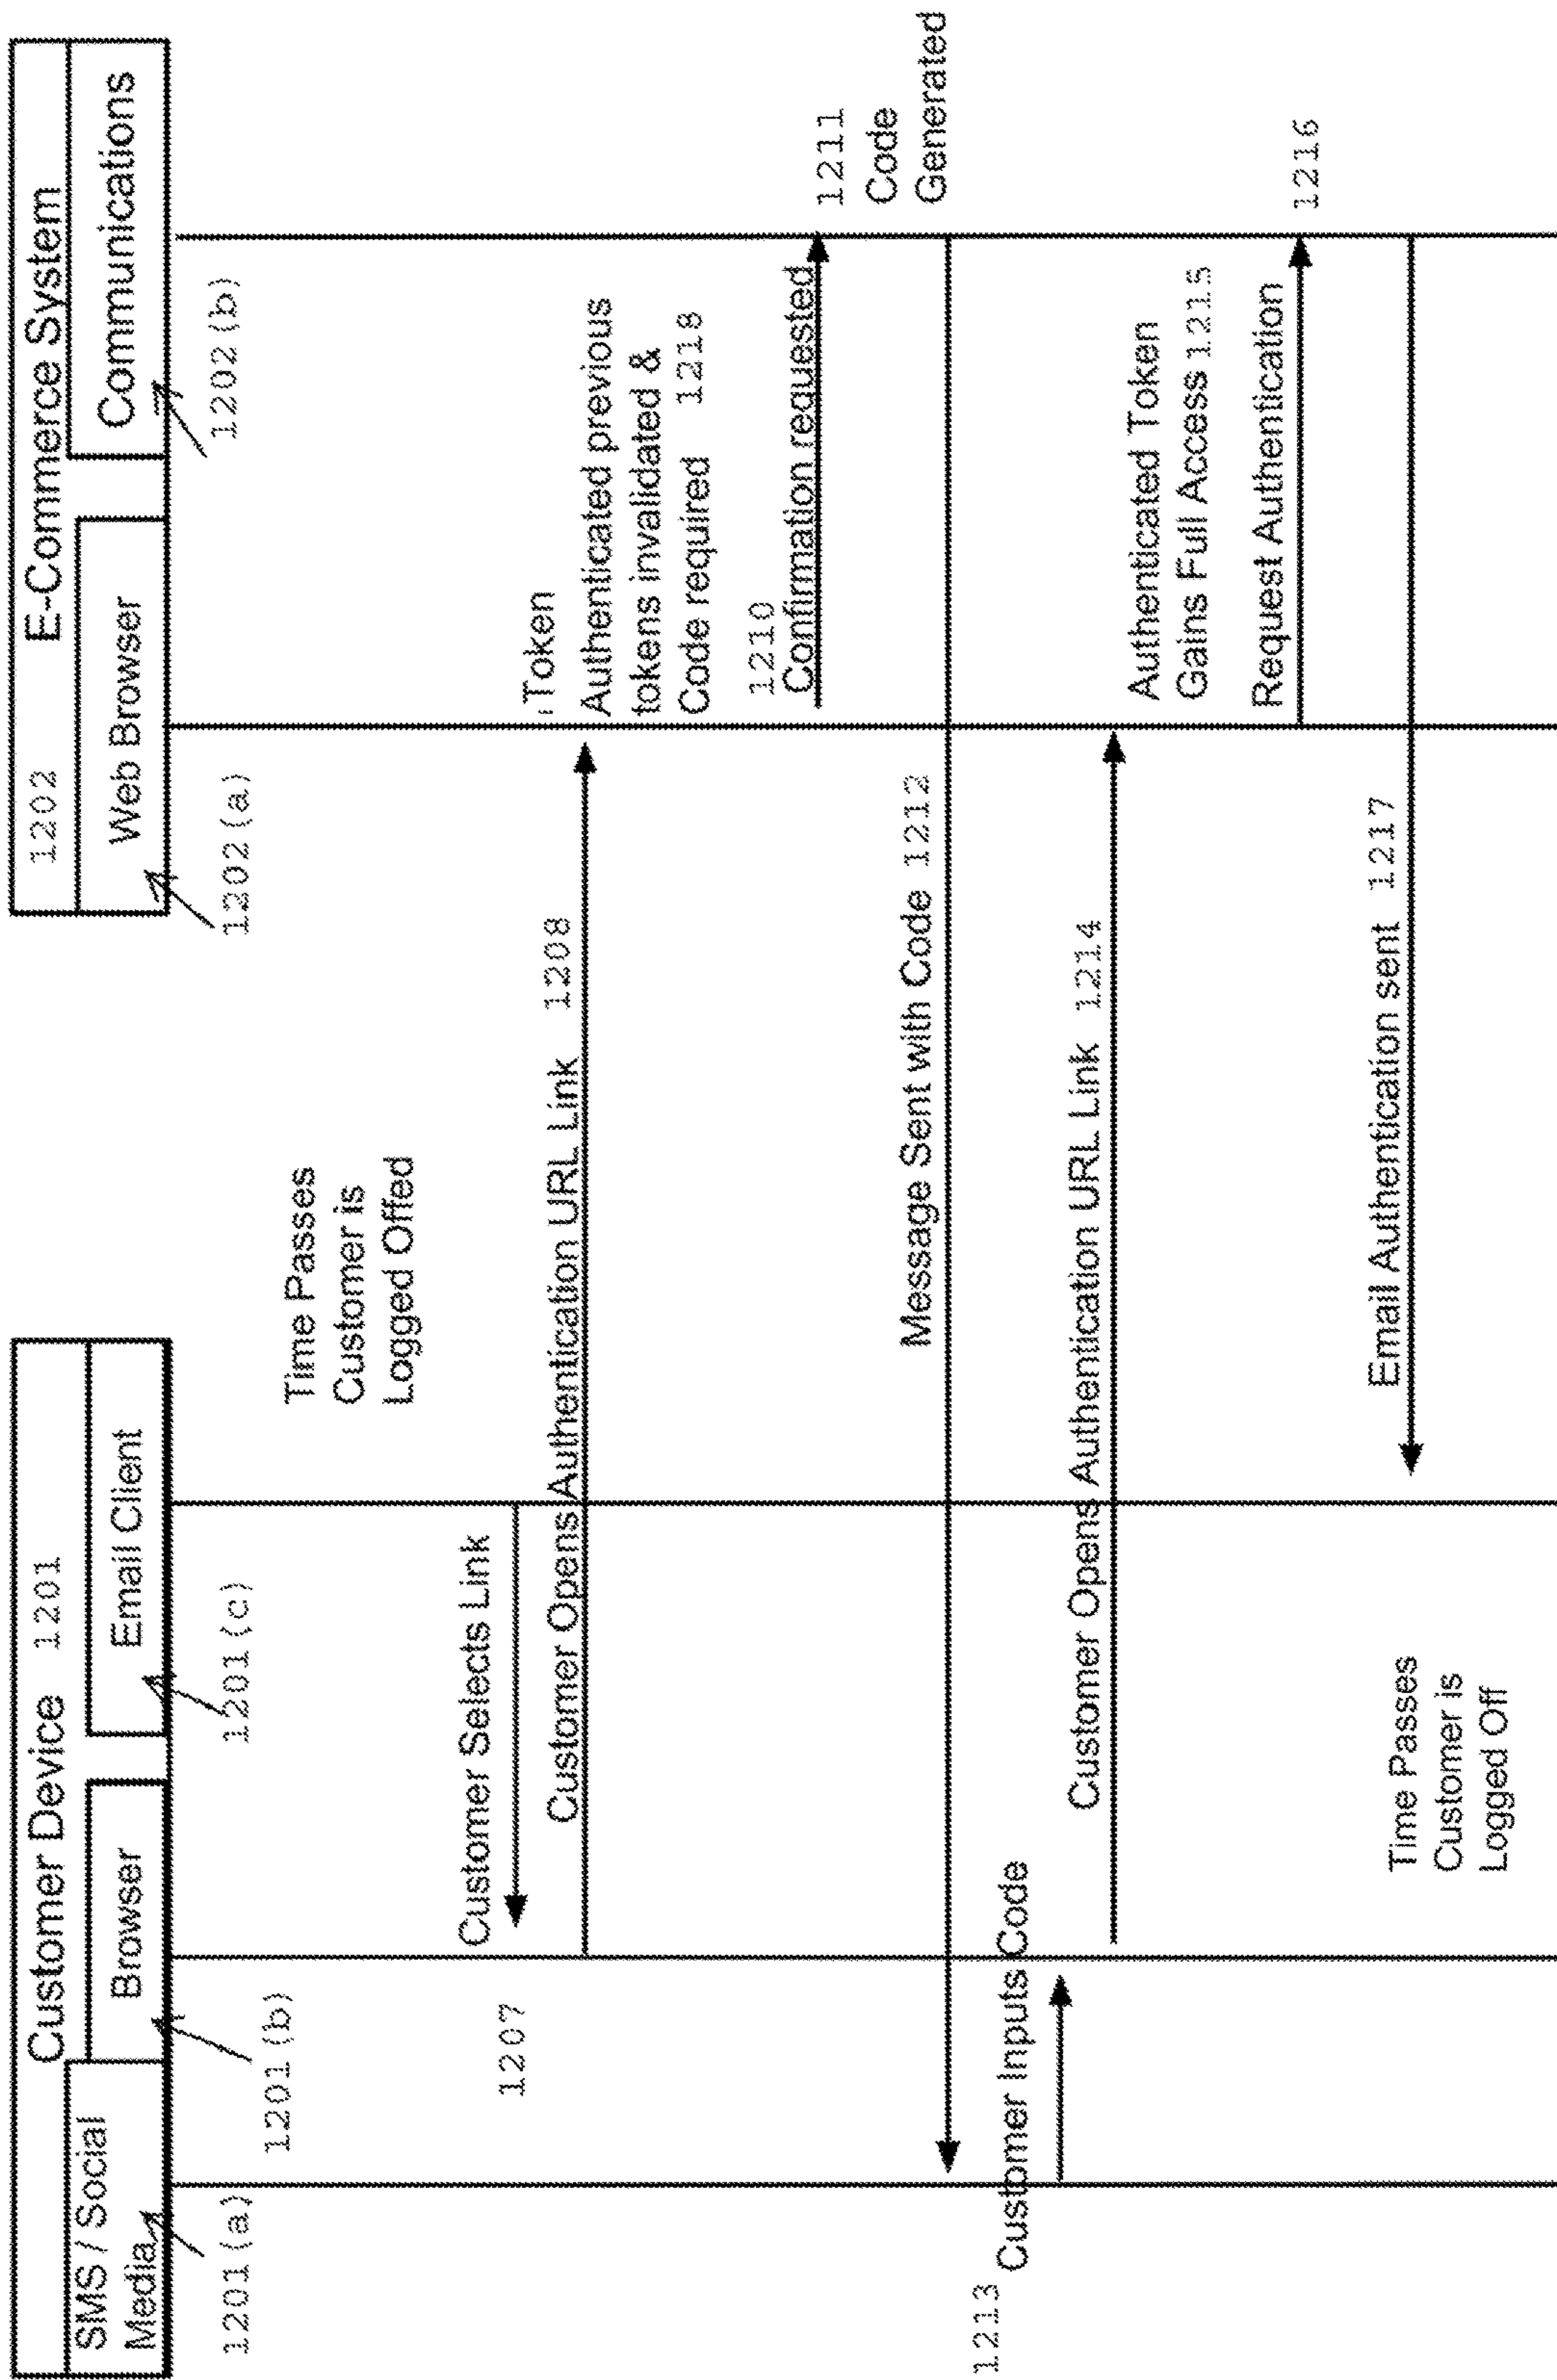 Customer Device 1201
SMS / Social
Media
Browser
Email Client
1201(a)
1201(b)
1201(c)
1202 E-Commerce System
Web Browser
Communications
1202(a)
1202(b)
Time Passes
Customer is
Logged Offed
Customer Selects Link
1207
Token
Customer Opens Authentication URL Link 1208
Authenticated previous
tokens invalidated &
Code required 1218
1210
Confirmation requested
1211
Code
Generated
Message Sent with Code 1212
1213
Customer Inputs Code
Customer Opens Authentication URL Link 1214
Authenticated Token
Gains Full Access 1215
Request Authentication
1216
Email Authentication sent 1217
Time Passes
Customer is
Logged Off